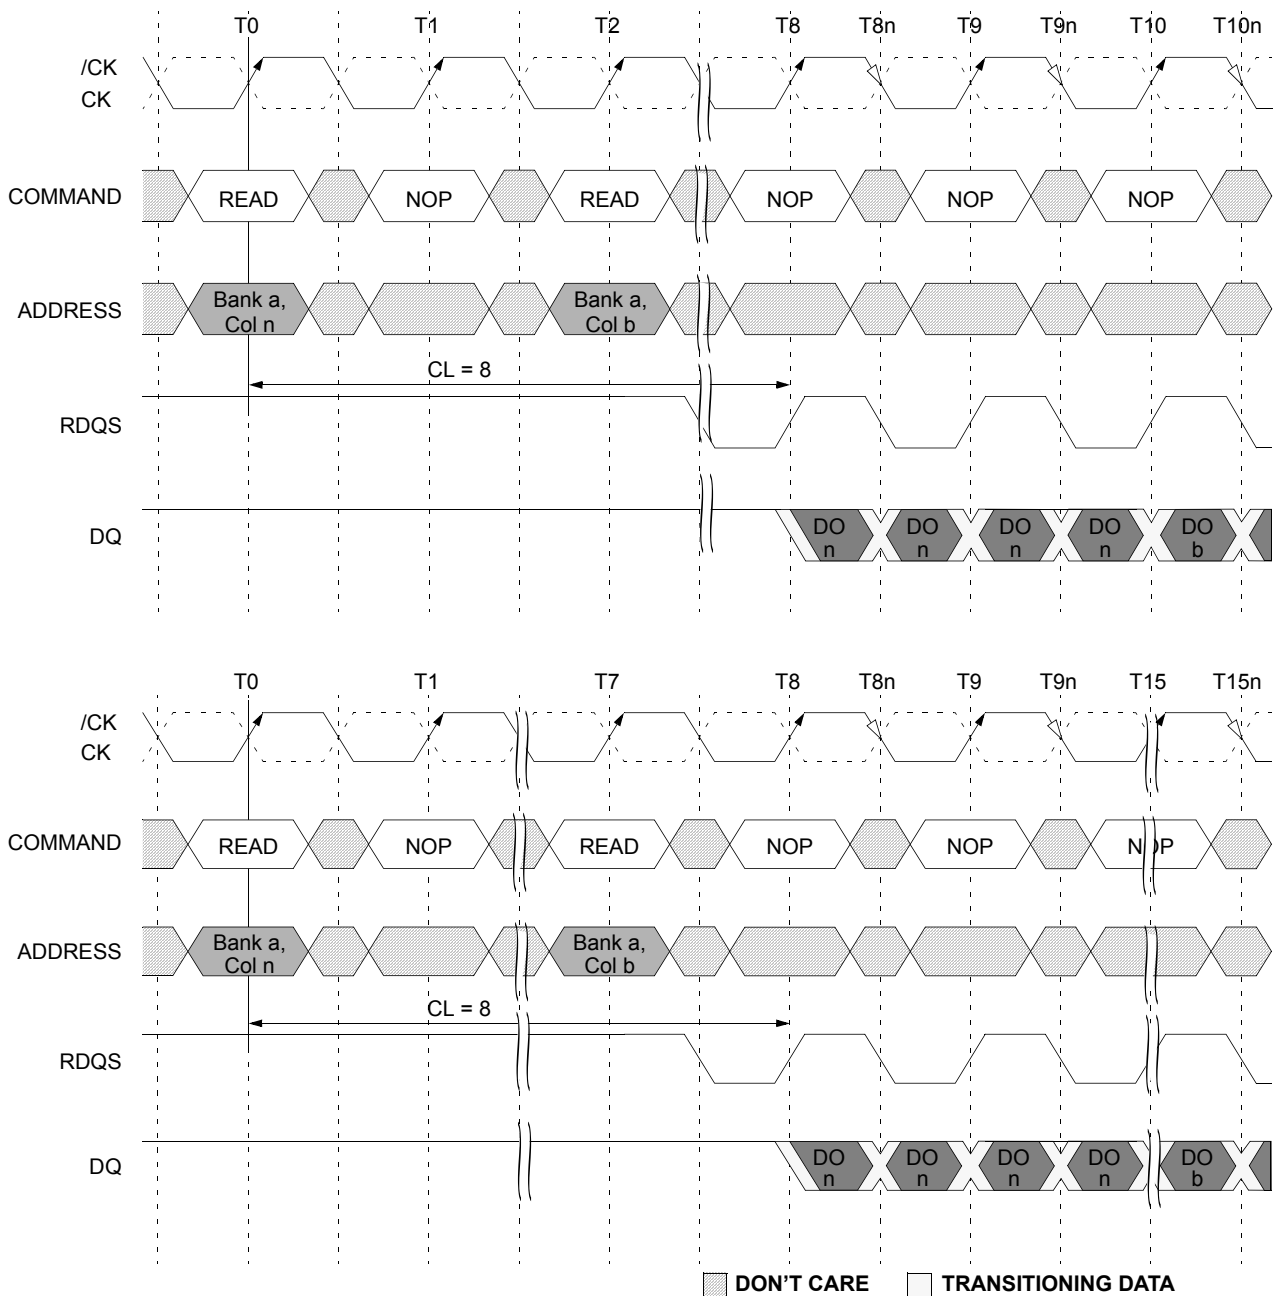 T0 T1 T2 T8 T8n T9 T9n T10 T10n
/CK
CK
COMMAND READ NOP READ NOP NOP NOP
ADDRESS Bank a, Bank a,
Col n Col b
CL = 8
RDQS
DQ DO DO DO DO DO
n n n n b
T0 T1 T7 T8 T8n T9 T9n T15 T15n
/CK
CK
COMMAND READ NOP READ NOP NOP NOP
ADDRESS Bank a, Bank a,
Col n Col b
CL = 8
RDQS
DQ DO DO DO DO DO
n n n n b
DON'T CARE TRANSITIONING DATA